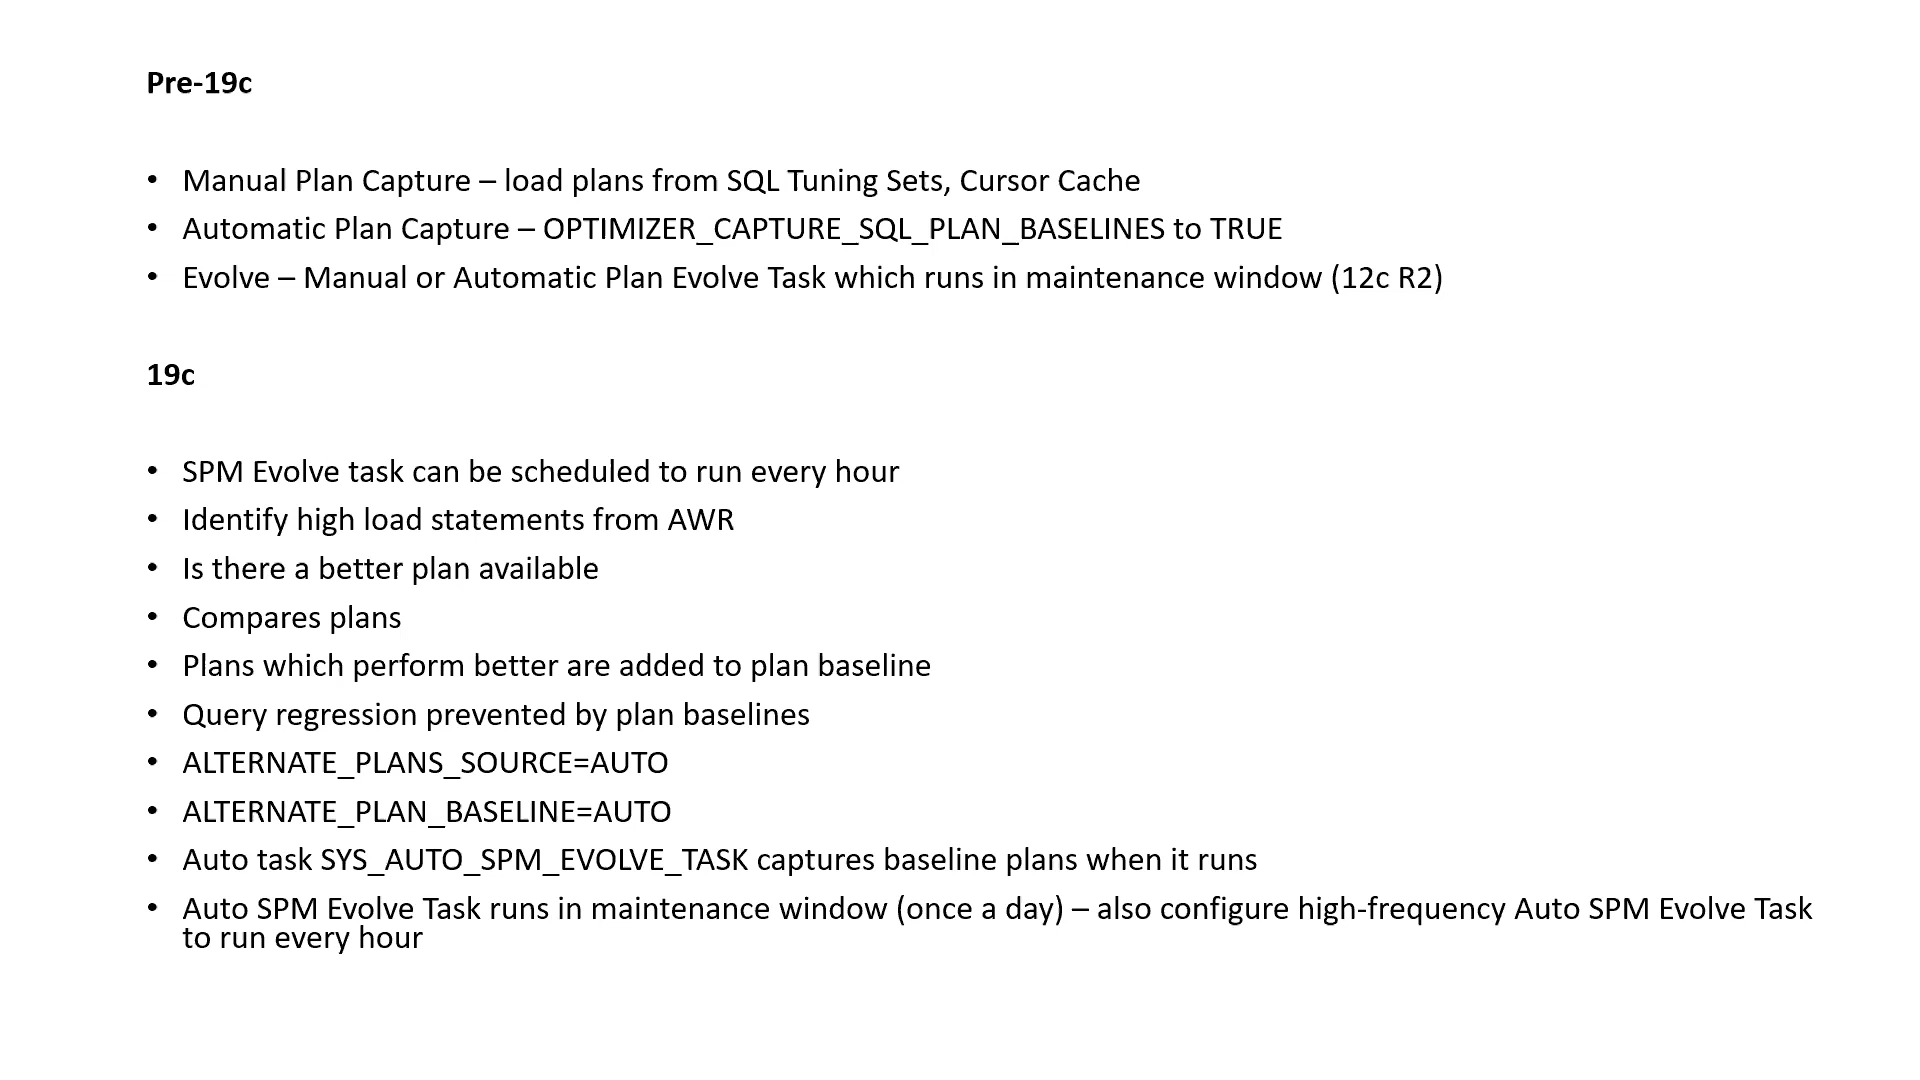 Pre-19c
• Manual Plan Capture – load plans from SQL Tuning Sets, Cursor Cache
• Automatic Plan Capture – OPTIMIZER_CAPTURE_SQL_PLAN_BASELINES to TRUE
• Evolve – Manual or Automatic Plan Evolve Task which runs in maintenance window (12c R2)
19c
• SPM Evolve task can be scheduled to run every hour
• Identify high load statements from AWR
• Is there a better plan available
• Compares plans
• Plans which perform better are added to plan baseline
• Query regression prevented by plan baselines
• ALTERNATE_PLANS_SOURCE=AUTO
• ALTERNATE_PLAN_BASELINE=AUTO
• Auto task SYS_AUTO_SPM_EVOLVE_TASK captures baseline plans when it runs
• Auto SPM Evolve Task runs in maintenance window (once a day) – also configure high-frequency Auto SPM Evolve Task
to run every hour